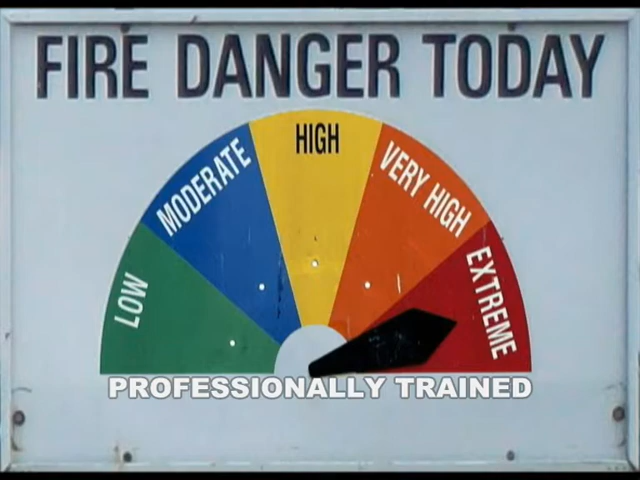 FIRE DANGER TODAY
LOW
MODERATE
HIGH
VERY HIGH
EXTREME
PROFESSIONALLY TRAINED